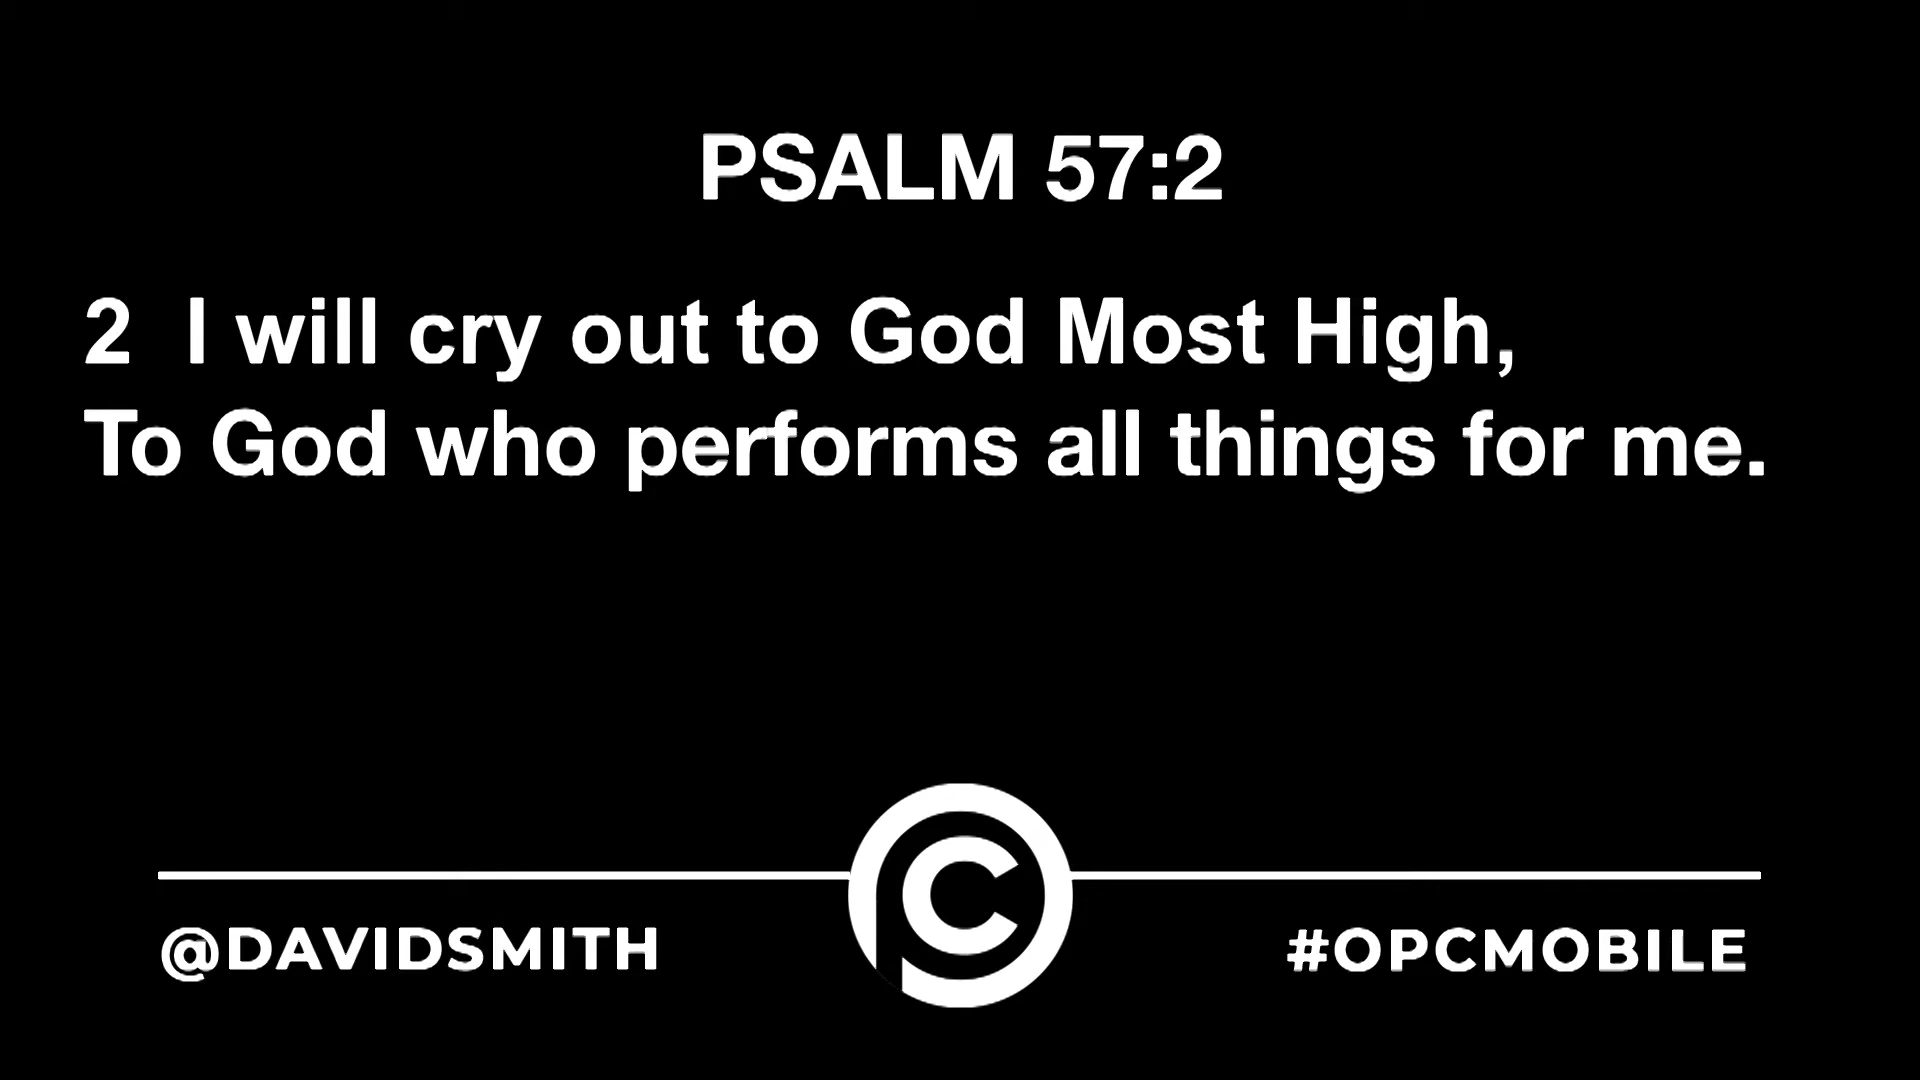 PSALM 57:2
2  I will cry out to God Most High,
To God who performs all things for me.
@DAVIDSMITH
#OPCMOBILE